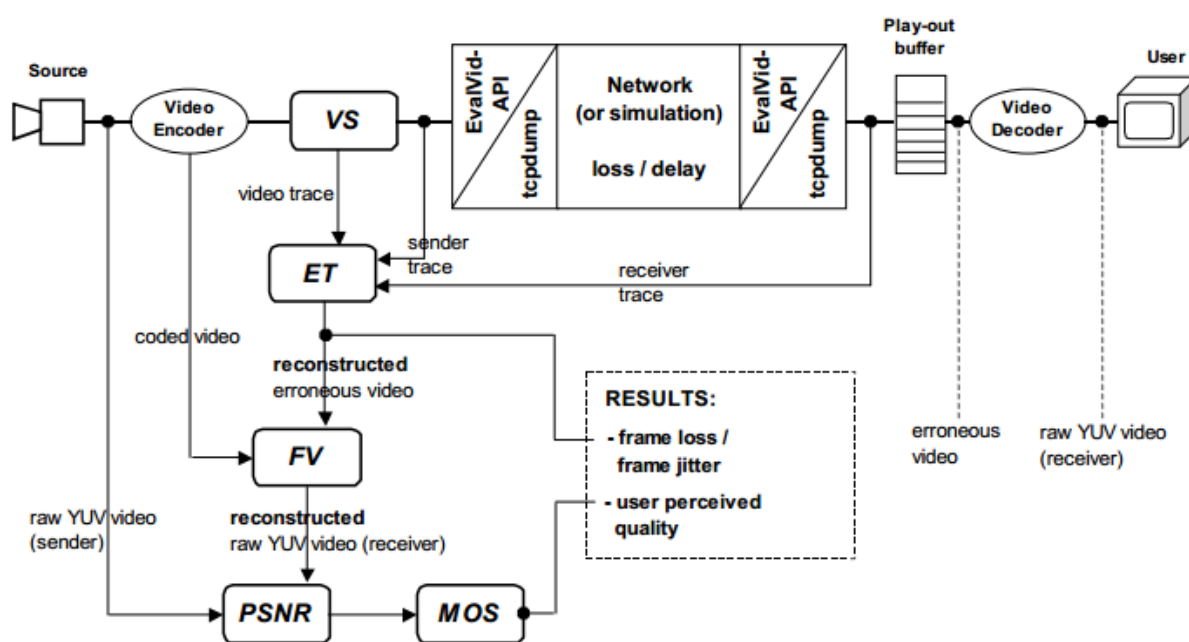 Source
Video
Encoder
VS
EvalVid-
API
tcpdump
Network
(or simulation)
loss / delay
EvalVid-
API
tcpdump
Play-out
buffer
Video
Decoder
User
video trace
sender
trace
ET
receiver
trace
coded video
reconstructed
erroneous video
RESULTS:
- frame loss /
frame jitter
- user perceived
quality
erroneous
video
raw YUV video
(receiver)
FV
raw YUV video
(sender)
reconstructed
raw YUV video (receiver)
PSNR
MOS